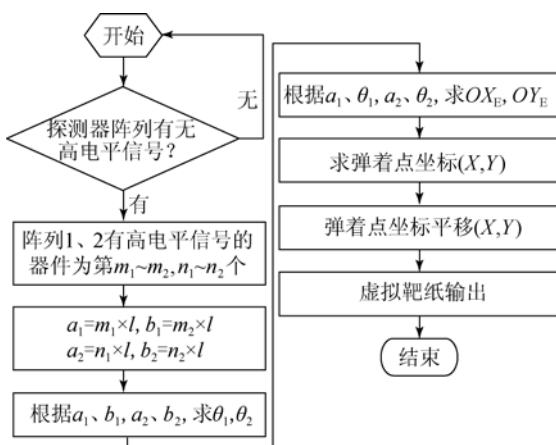 开始
无
探测器阵列有无
高电平信号?
有
阵列1、2有高电平信号的
器件为第m₁~m₂,n₁~n₂个
a₁=m₁×l, b₁=m₂×l
a₂=n₁×l, b₂=n₂×l
根据a₁、b₁, a₂、b₂, 求θ₁,θ₂
根据a₁、θ₁, a₂、θ₂, 求OX_E, OY_E
求弹着点坐标(X,Y)
弹着点坐标平移(X,Y)
虚拟靶纸输出
结束